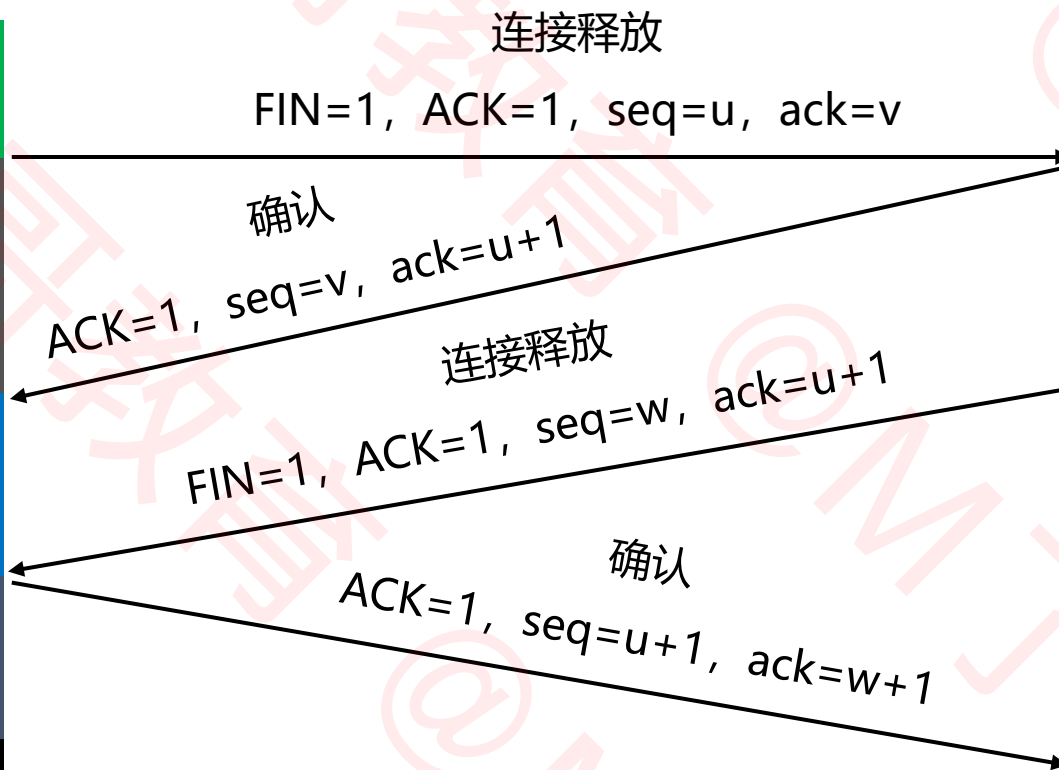 连接释放
FIN=1，ACK=1，seq=u，ack=v
确认
ACK=1，seq=v，ack=u+1
连接释放
FIN=1，ACK=1，seq=w，ack=u+1
确认
ACK=1，seq=u+1，ack=w+1